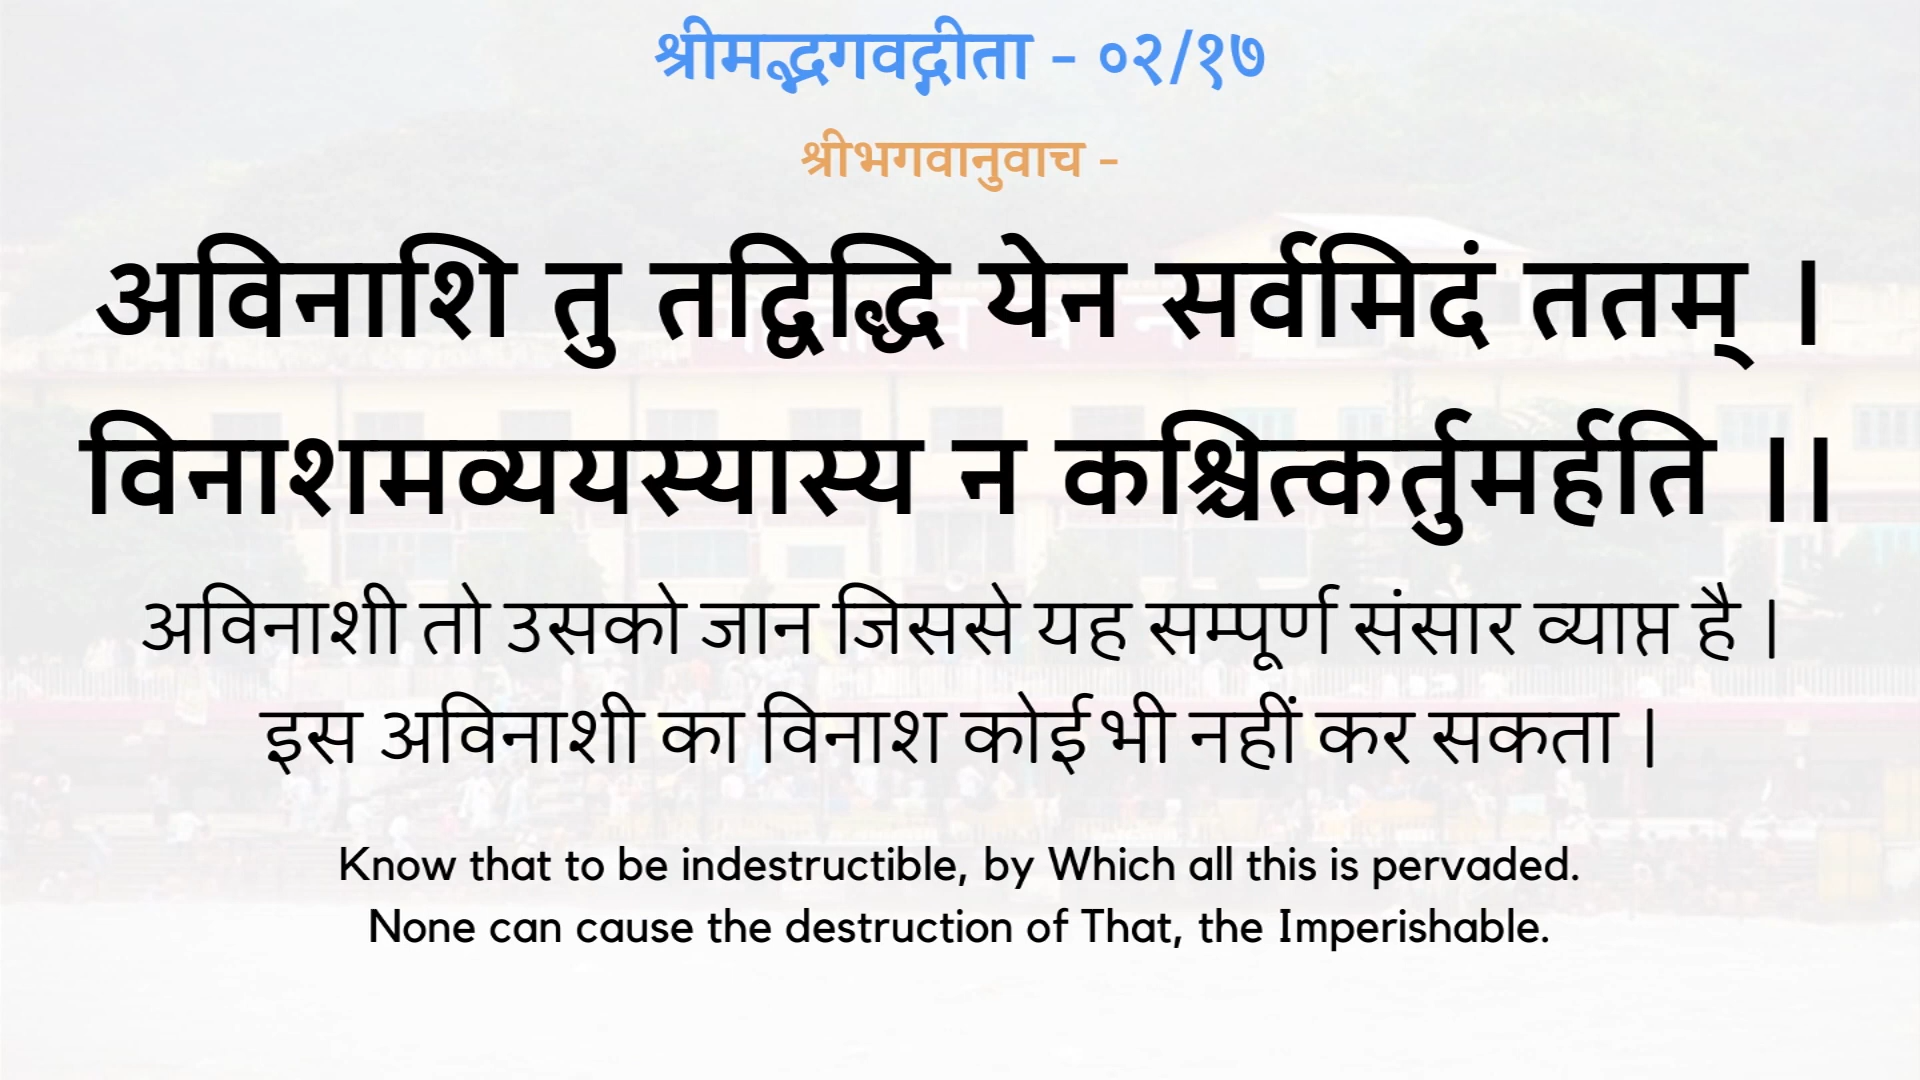 श्रीमद्भगवद्गीता - ०२/१७
श्रीभगवानुवाच -
अविनाशि तु तद्विद्धि येन सर्वमिदं ततम् ।
विनाशमव्ययस्यास्य न कश्चित्कर्तुमर्हति ।।
अविनाशी तो उसको जान जिससे यह सम्पूर्ण संसार व्याप्त है |
इस अविनाशी का विनाश कोई भी नहीं कर सकता |
Know that to be indestructible, by Which all this is pervaded.
None can cause the destruction of That, the Imperishable.